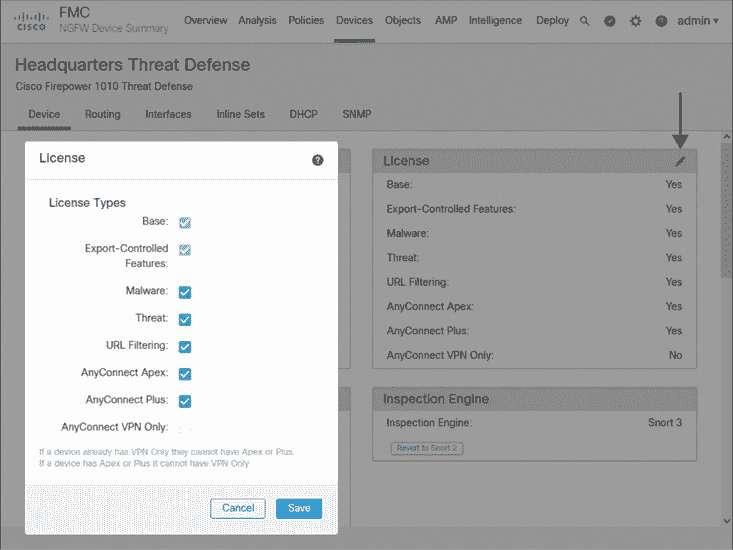 cisco
FMC
NGFW Device Summary
Overview Analysis Policies Devices Objects AMP Intelligence Deploy admin
Headquarters Threat Defense
Cisco Firepower 1010 Threat Defense
Device Routing Interfaces Inline Sets DHCP SNMP
License
License Types
Base:
Export-Controlled
Features:
Malware:
Threat:
URL Filtering:
AnyConnect Apex:
AnyConnect Plus:
AnyConnect VPN Only:
If a device already has VPN Only they cannot have Apex or Plus.
If a device has Apex or Plus it cannot have VPN Only
Cancel Save
License
Base: Yes
Export-Controlled Features: Yes
Malware: Yes
Threat: Yes
URL Filtering: Yes
AnyConnect Apex: Yes
AnyConnect Plus: Yes
AnyConnect VPN Only: No
Inspection Engine
Inspection Engine: Snort 3
Revert to Snort 2